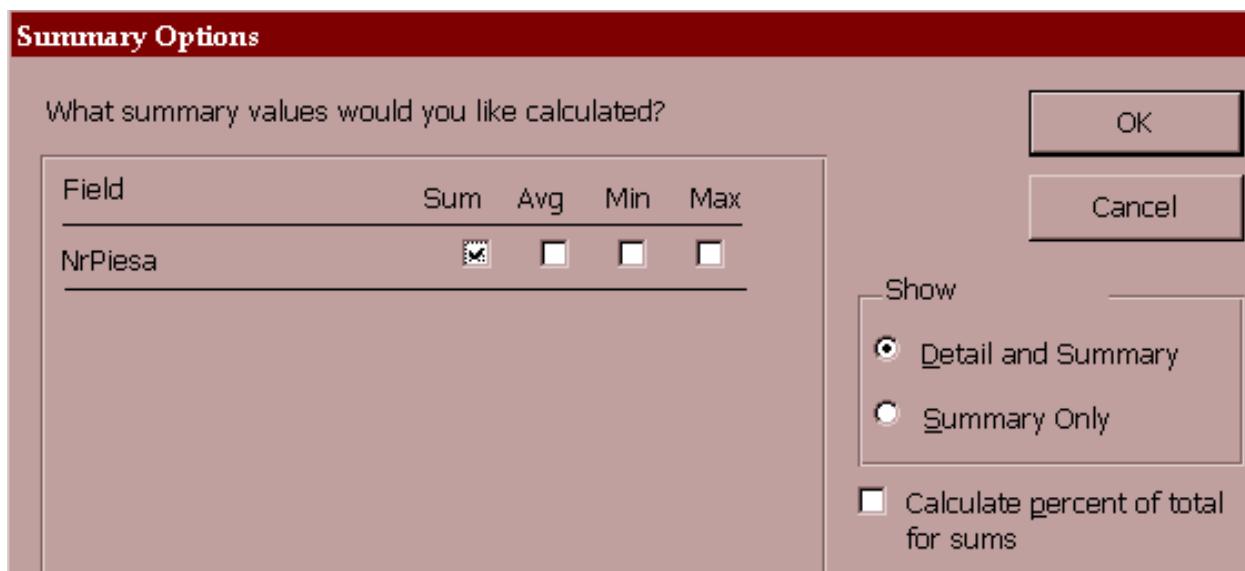 Summary Options
What summary values would you like calculated?
OK
Cancel
Field Sum Avg Min Max
NrPiesa
Show
Detail and Summary
Summary Only
Calculate percent of total
for sums